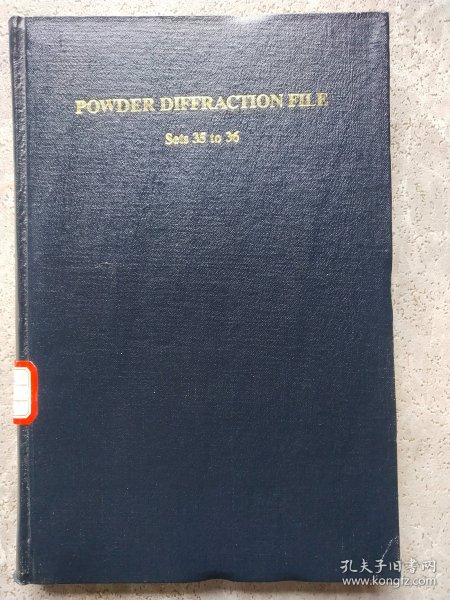 POWDER DIFFRACTION FILE
Sets 35 to 36
孔夫子旧书网
www.kongfz.com